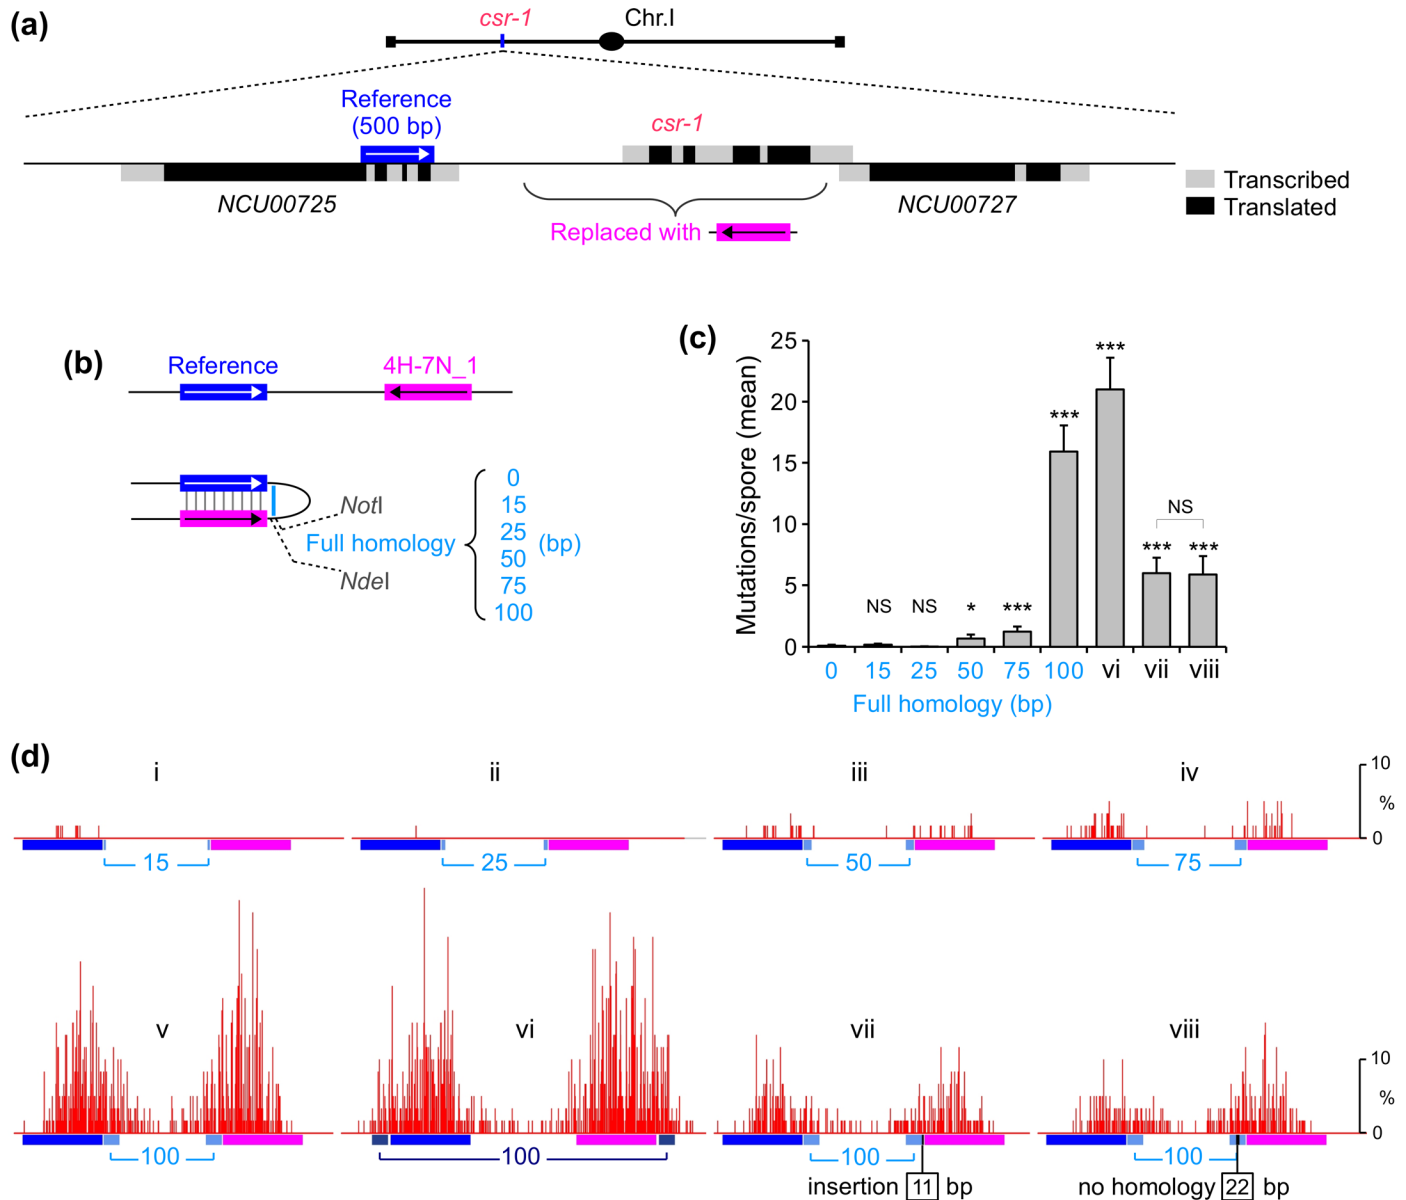 (a)
csr-1
Chr.I
Reference
(500 bp)
csr-1
NCU00725
NCU00727
Transcribed
Translated
Replaced with
(b)
Reference
4H-7N_1
NotI
NdeI
Full homology
0
15
25
50
75
100
(bp)
(c)
Mutations/spore (mean)
25
20
15
10
5
0
NS
NS
*
***
***
***
***
NS
***
0 15 25 50 75 100 vi vii viii
Full homology (bp)
(d)
i
ii
iii
iv
10
%
0
15
25
50
75
v
vi
vii
viii
10
%
0
100
100
100
100
insertion 11 bp
no homology 22 bp